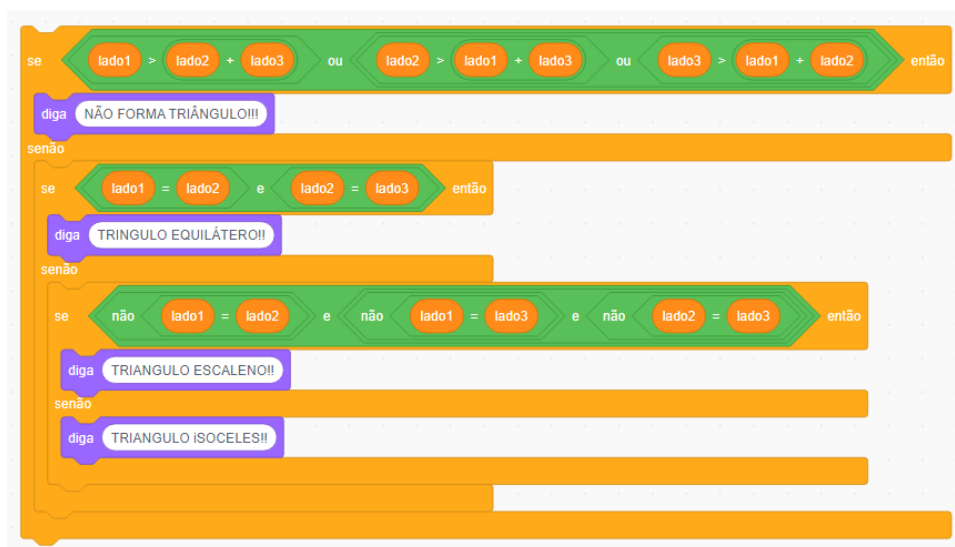 se lado1 > lado2 + lado3 ou lado2 > lado1 + lado3 ou lado3 > lado1 + lado2 então
diga NÃO FORMA TRIÂNGULO!!!
senão
se lado1 = lado2 e lado2 = lado3 então
diga TRINGULO EQUILÁTERO!!
senão
se não lado1 = lado2 e não lado1 = lado3 e não lado2 = lado3 então
diga TRIANGULO ESCALENO!!
senão
diga TRIANGULO iSOCELES!!